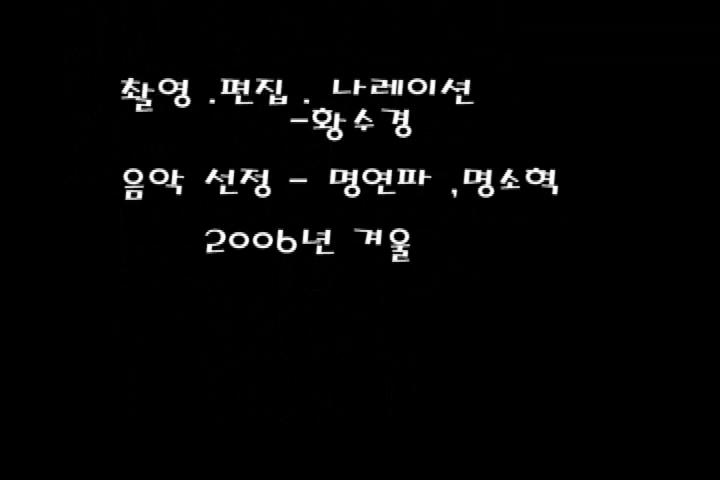 촬영 .편집 . 나레이션
-황수경
음악 선정 - 명연파 ,명소혁
2006년 겨울